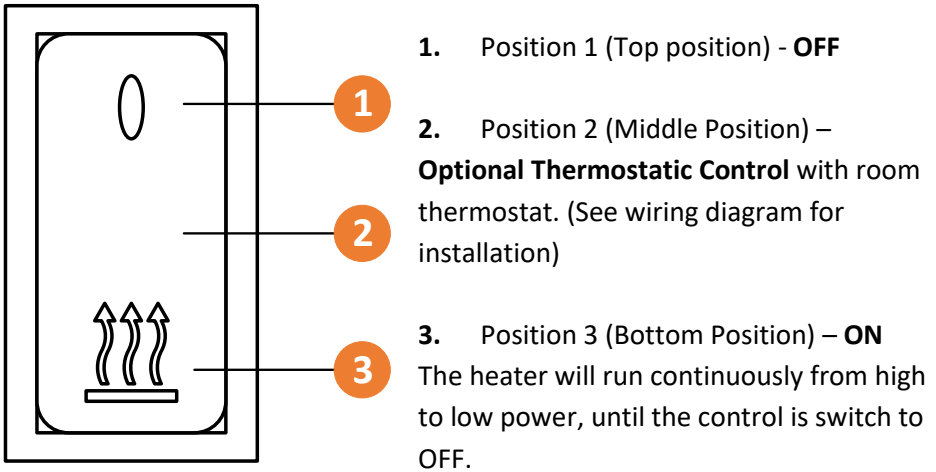 1
2
3
1. Position 1 (Top position) - OFF
2. Position 2 (Middle Position) –
Optional Thermostatic Control with room
thermostat. (See wiring diagram for
installation)
3. Position 3 (Bottom Position) – ON
The heater will run continuously from high
to low power, until the control is switch to
OFF.